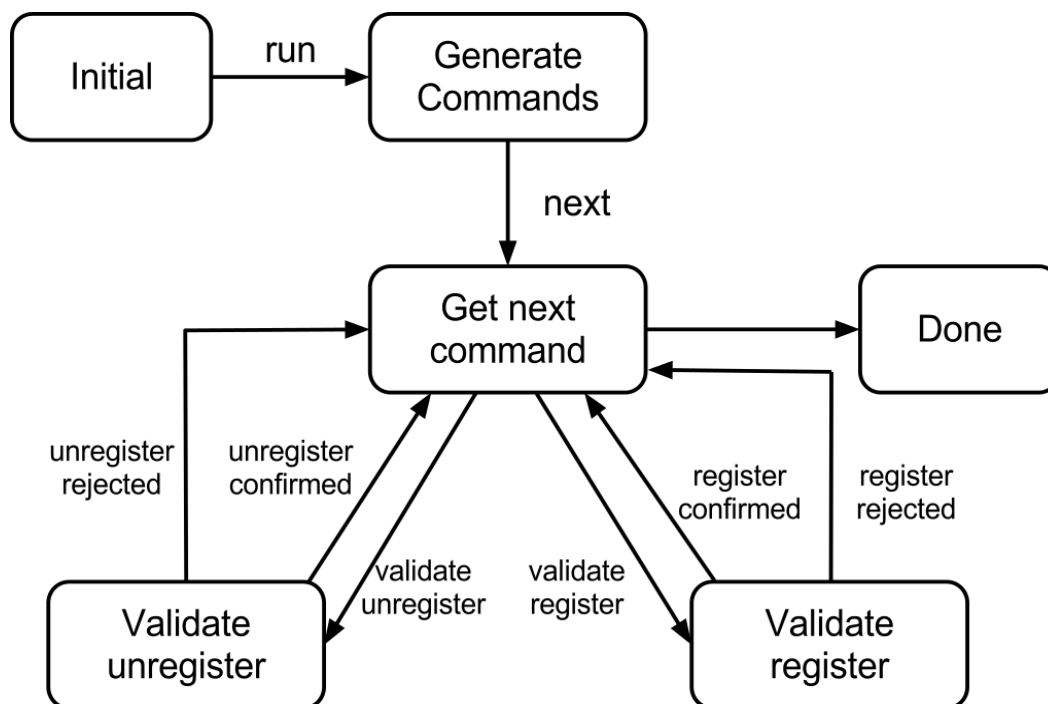 Initial
run
Generate
Commands
next
Get next
command
Done
unregister
rejected
unregister
confirmed
register
confirmed
register
rejected
validate
unregister
validate
register
Validate
unregister
Validate
register